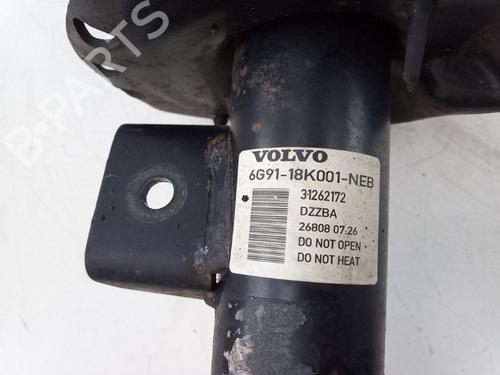 VOLVO
6G91-18K001-NEB
31262172
DZZBA
26808 07:26
DO NOT OPEN
DO NOT HEAT
B-PARTS